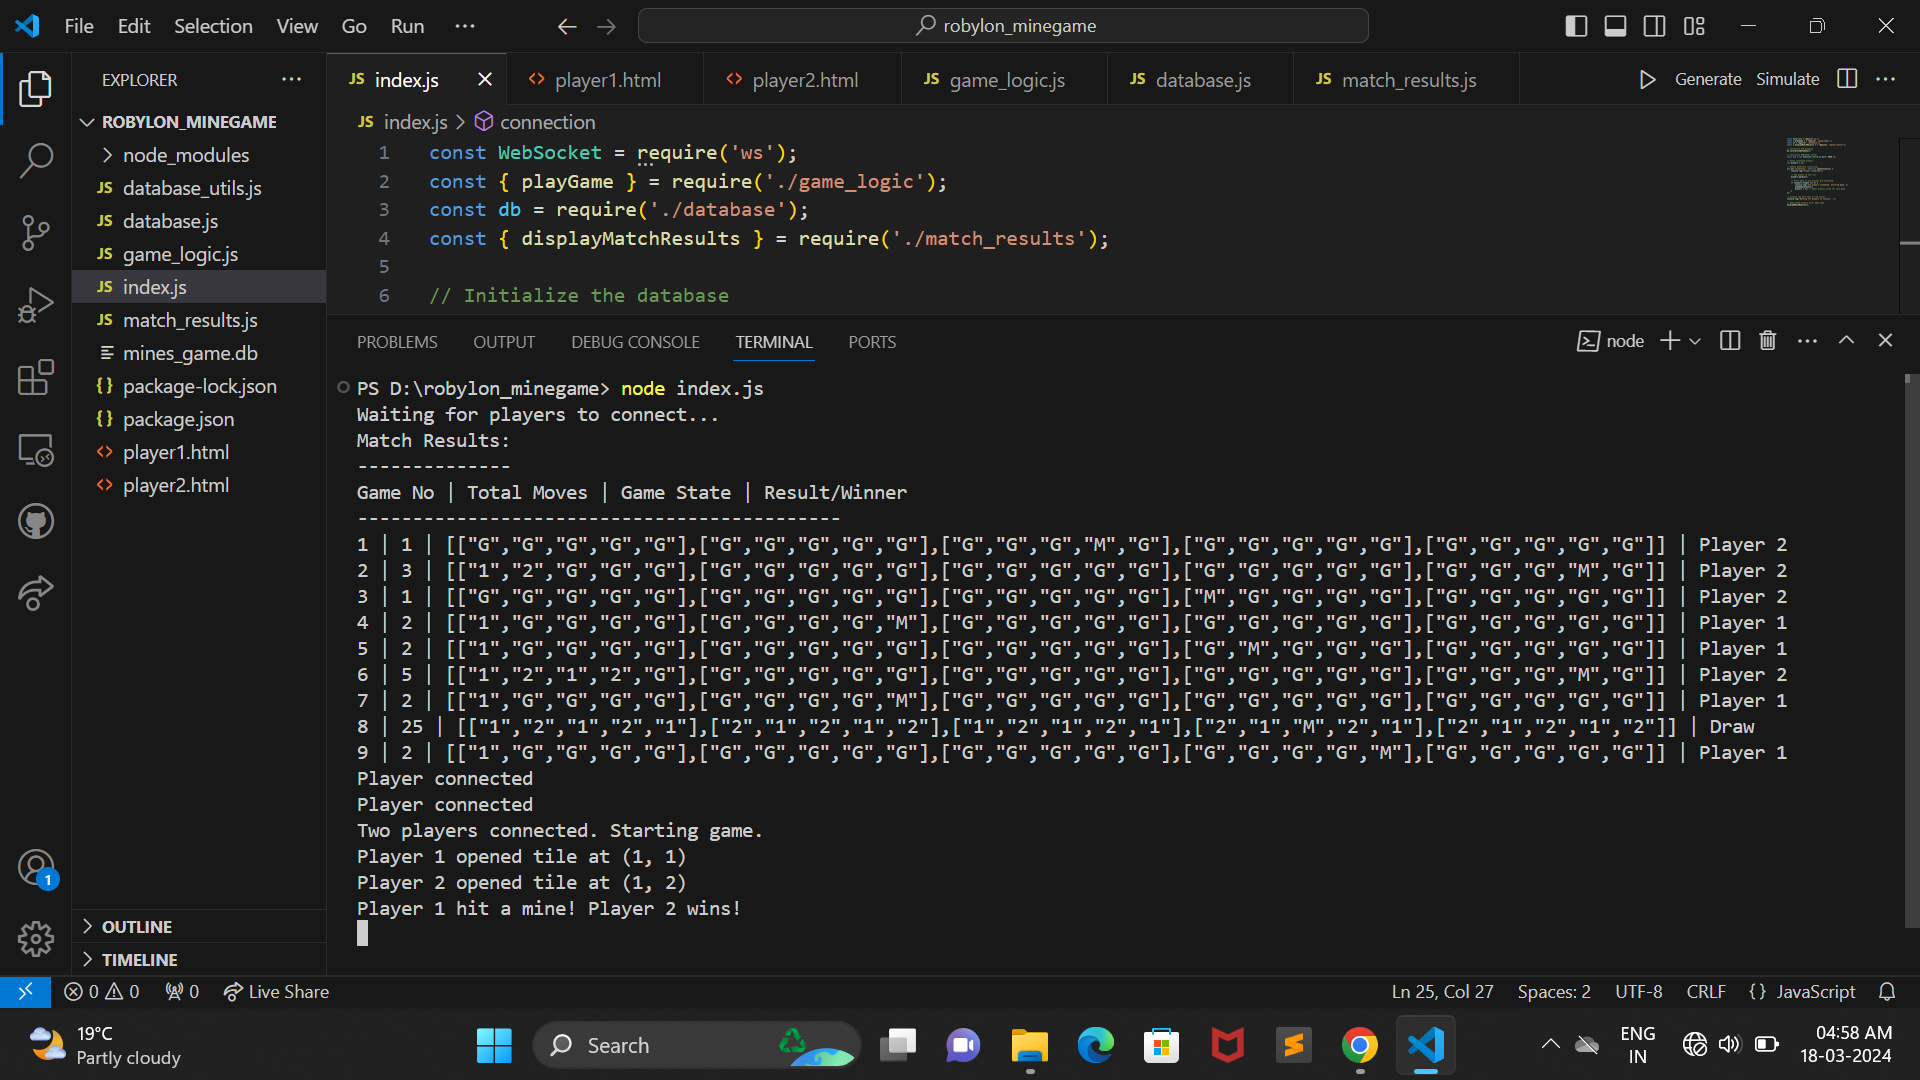 File Edit Selection View Go Run ···
robylon_minegame
EXPLORER ···
ROBYLON_MINEGAME
node_modules
JS database_utils.js
JS database.js
JS game_logic.js
JS index.js
JS match_results.js
mines_game.db
{} package-lock.json
{} package.json
<> player1.html
<> player2.html
OUTLINE
TIMELINE
JS index.js
<> player1.html
<> player2.html
JS game_logic.js
JS database.js
JS match_results.js
Generate Simulate ···
JS index.js > connection
1 const WebSocket = require('ws');
2 const { playGame } = require('./game_logic');
3 const db = require('./database');
4 const { displayMatchResults } = require('./match_results');
5
6 // Initialize the database
PROBLEMS OUTPUT DEBUG CONSOLE TERMINAL PORTS
node
PS D:\robylon_minegame> node index.js
Waiting for players to connect...
Match Results:
--------------
Game No | Total Moves | Game State | Result/Winner
--------------------------------------------
1 | 1 | [["G","G","G","G","G"],["G","G","G","G","G"],["G","G","G","M","G"],["G","G","G","G","G"],["G","G","G","G","G"]] | Player 2
2 | 3 | [["1","2","G","G","G"],["G","G","G","G","G"],["G","G","G","G","G"],["G","G","G","G","G"],["G","G","G","M","G"]] | Player 2
3 | 1 | [["G","G","G","G","G"],["G","G","G","G","G"],["G","G","G","G","G"],["M","G","G","G","G"],["G","G","G","G","G"]] | Player 2
4 | 2 | [["1","G","G","G","G"],["G","G","G","G","M"],["G","G","G","G","G"],["G","G","G","G","G"],["G","G","G","G","G"]] | Player 1
5 | 2 | [["1","G","G","G","G"],["G","G","G","G","G"],["G","G","G","G","G"],["G","G","M","G","G","G"],["G","G","G","G","G"]] | Player 1
6 | 5 | [["1","2","1","2","G"],["G","G","G","G","G"],["G","G","G","G","G"],["G","G","G","G","G"],["G","G","G","M","G"]] | Player 2
7 | 2 | [["1","G","G","G","G"],["G","G","G","G","M"],["G","G","G","G","G"],["G","G","G","G","G"],["G","G","G","G","G"]] | Player 1
8 | 25 | [["1","2","1","2","1"],["2","1","2","1","2"],["1","2","1","2","1"],["2","1","M","2","1"],["2","1","2","1","2"]] | Draw
9 | 2 | [["1","G","G","G","G"],["G","G","G","G","G"],["G","G","G","G","G"],["G","G","G","G","M"],["G","G","G","G","G"]] | Player 1
Player connected
Player connected
Two players connected. Starting game.
Player 1 opened tile at (1, 1)
Player 2 opened tile at (1, 2)
Player 1 hit a mine! Player 2 wins!
1
0 0 0 Live Share
Ln 25, Col 27 Spaces: 2 UTF-8 CRLF {} JavaScript
19°C
Partly cloudy
Search
ENG
IN
04:58 AM
18-03-2024